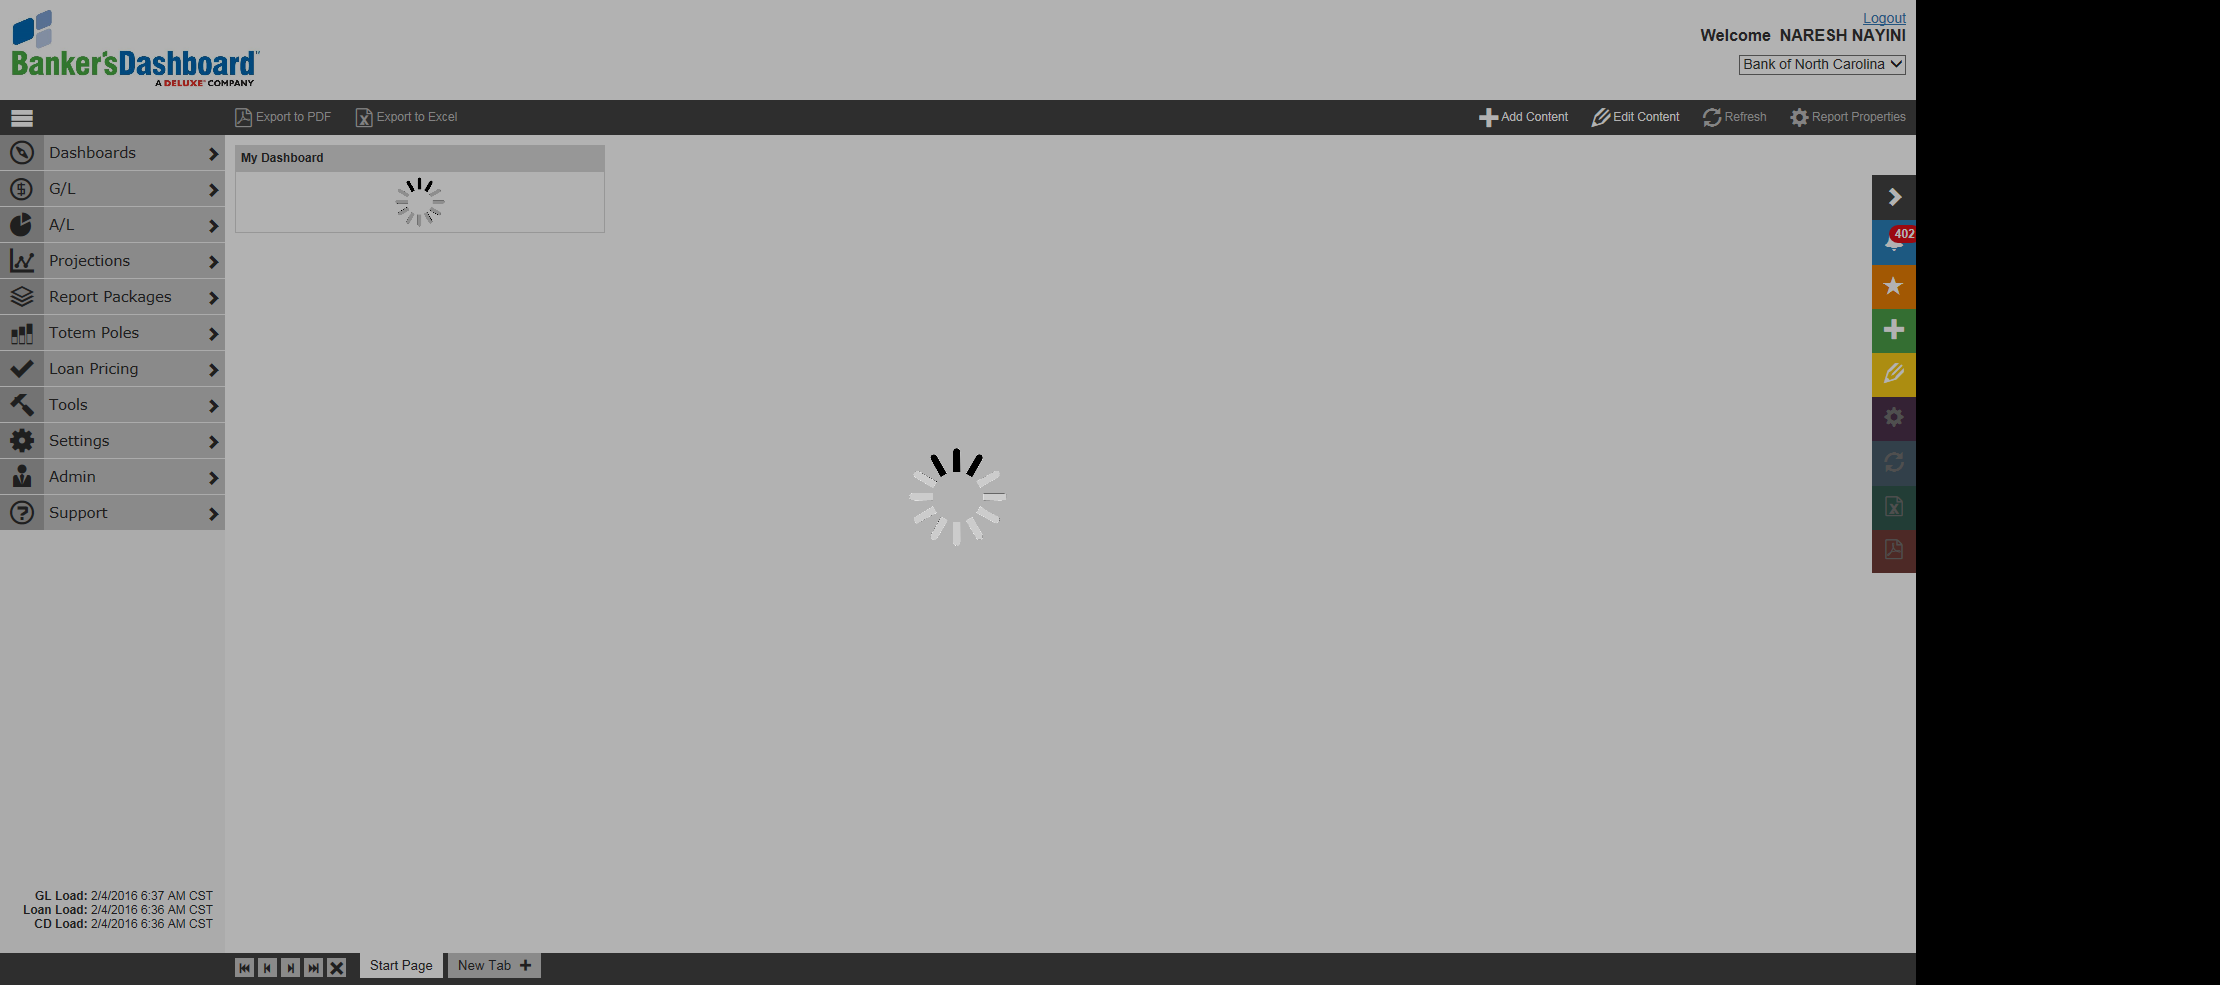 Banker'sDashboard
A DELUXE COMPANY
Logout
Welcome NARESH NAYINI
Bank of North Carolina
Export to PDF Export to Excel Add Content Edit Content Refresh Report Properties
Dashboards
G/L
A/L
Projections
Report Packages
Totem Poles
Loan Pricing
Tools
Settings
Admin
Support
My Dashboard
402
GL Load: 2/4/2016 6:37 AM CST
Loan Load: 2/4/2016 6:36 AM CST
CD Load: 2/4/2016 6:36 AM CST
Start Page New Tab